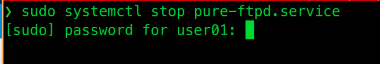 ❯ sudo systemctl stop pure-ftpd.service
[sudo] password for user01: